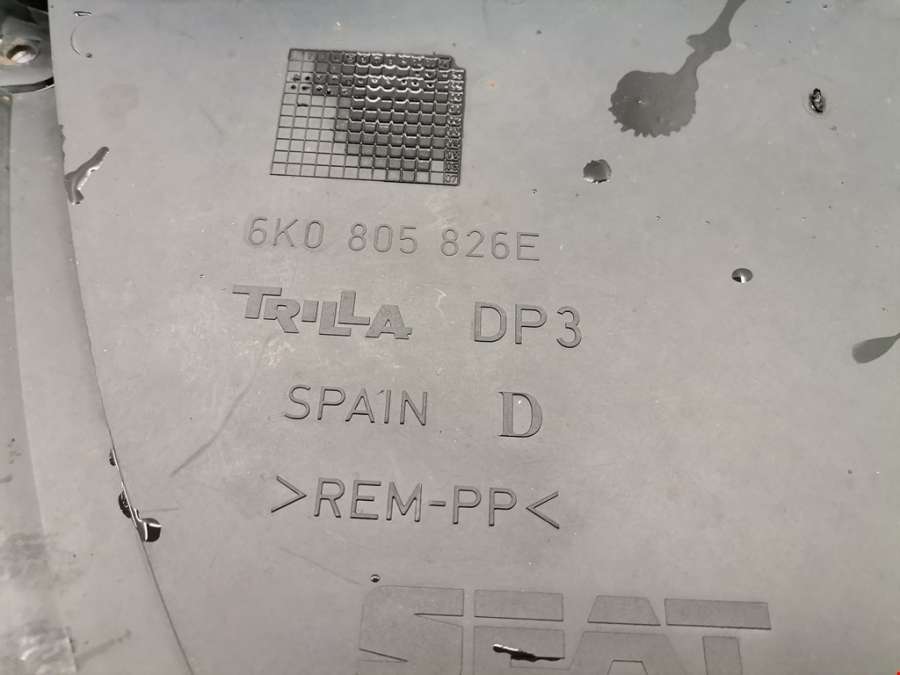 6K0 805 826E
TRILLA DP3
SPAIN D
>REM-PP<
SEAT